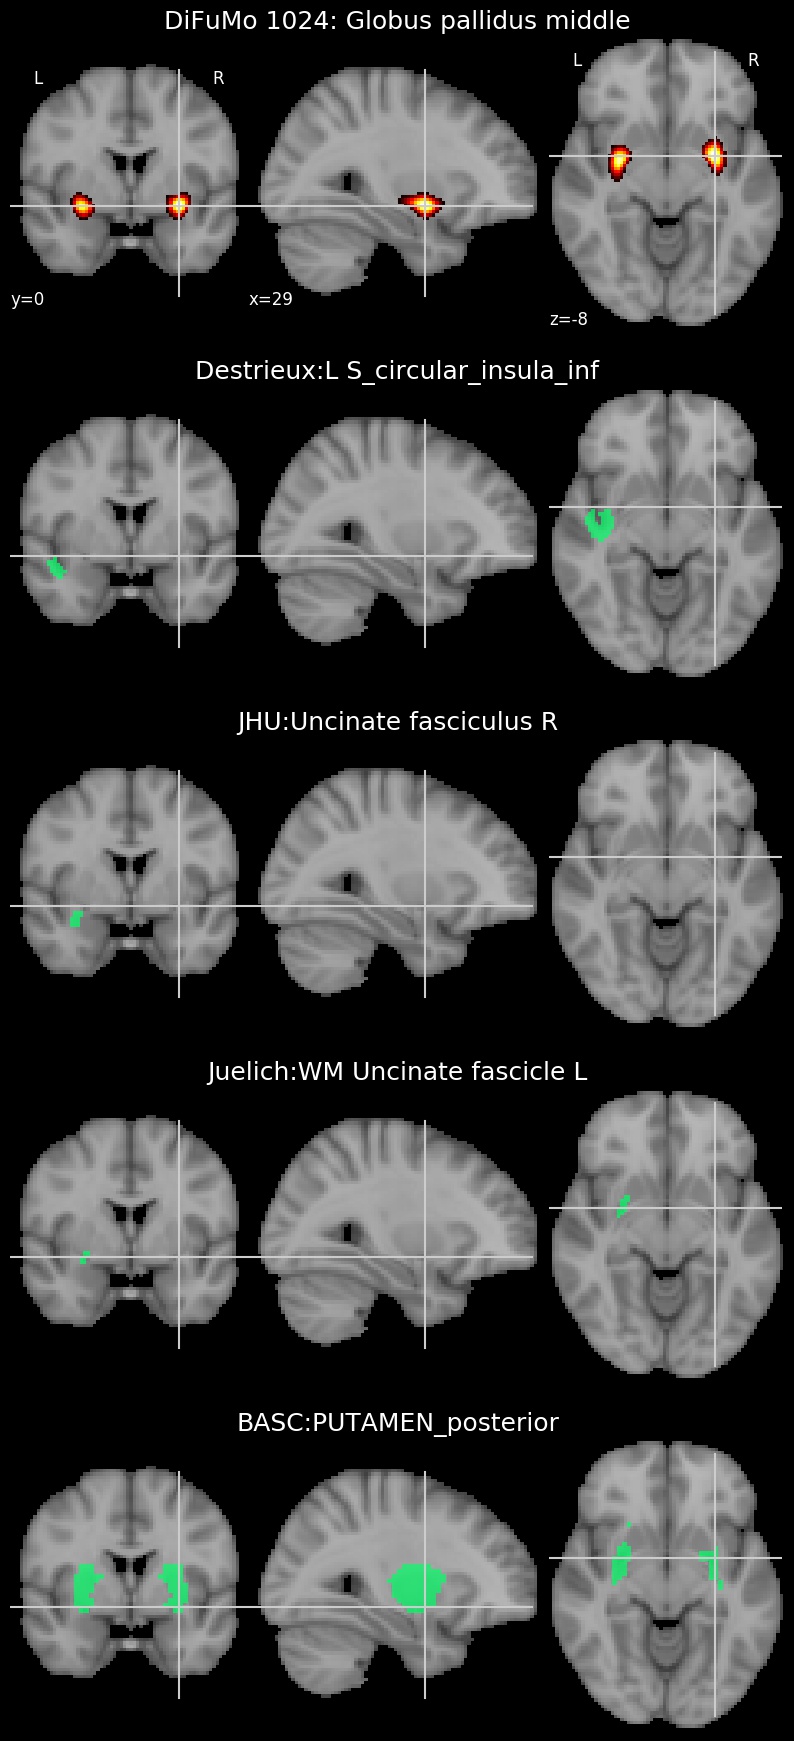 DiFuMo 1024: Globus pallidus middle
L R L R
y=0 x=29 z=-8
Destrieux:L S_circular_insula_inf
JHU:Uncinate fasciculus R
Juelich:WM Uncinate fascicle L
BASC:PUTAMEN_posterior